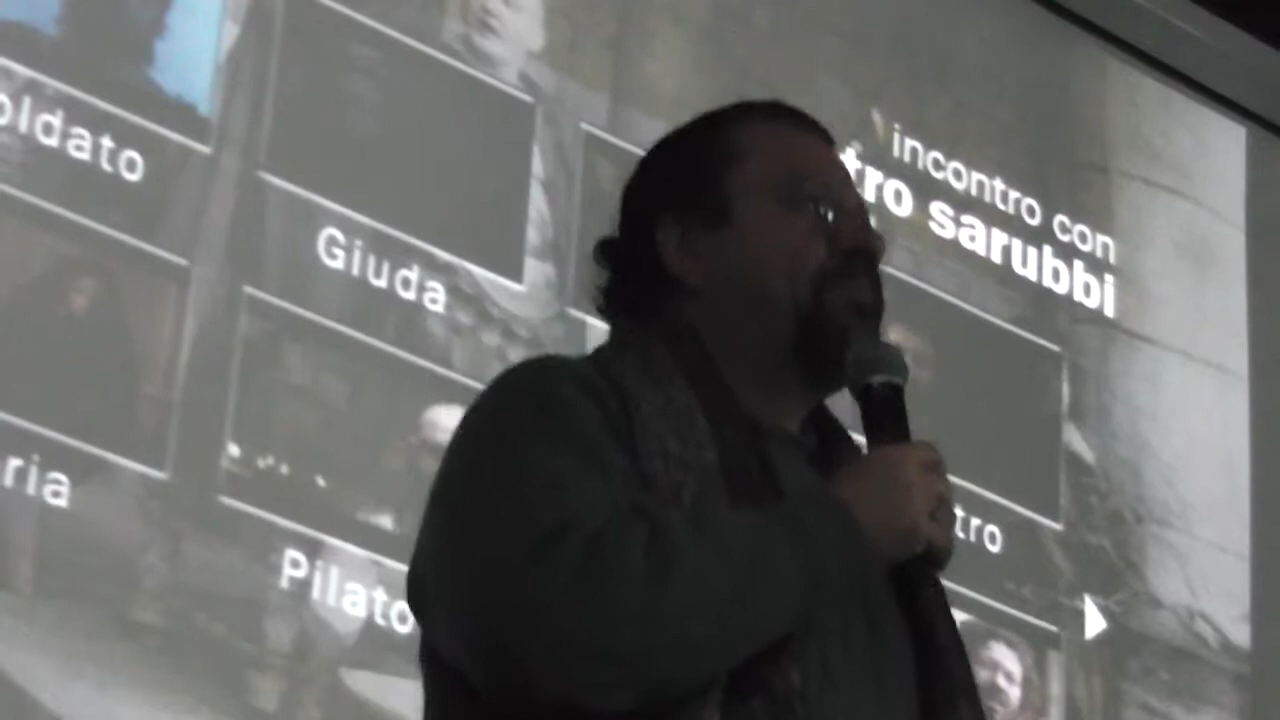 incontro con
tro sarubbi
oldato
Giuda
ria
Pilato
tro